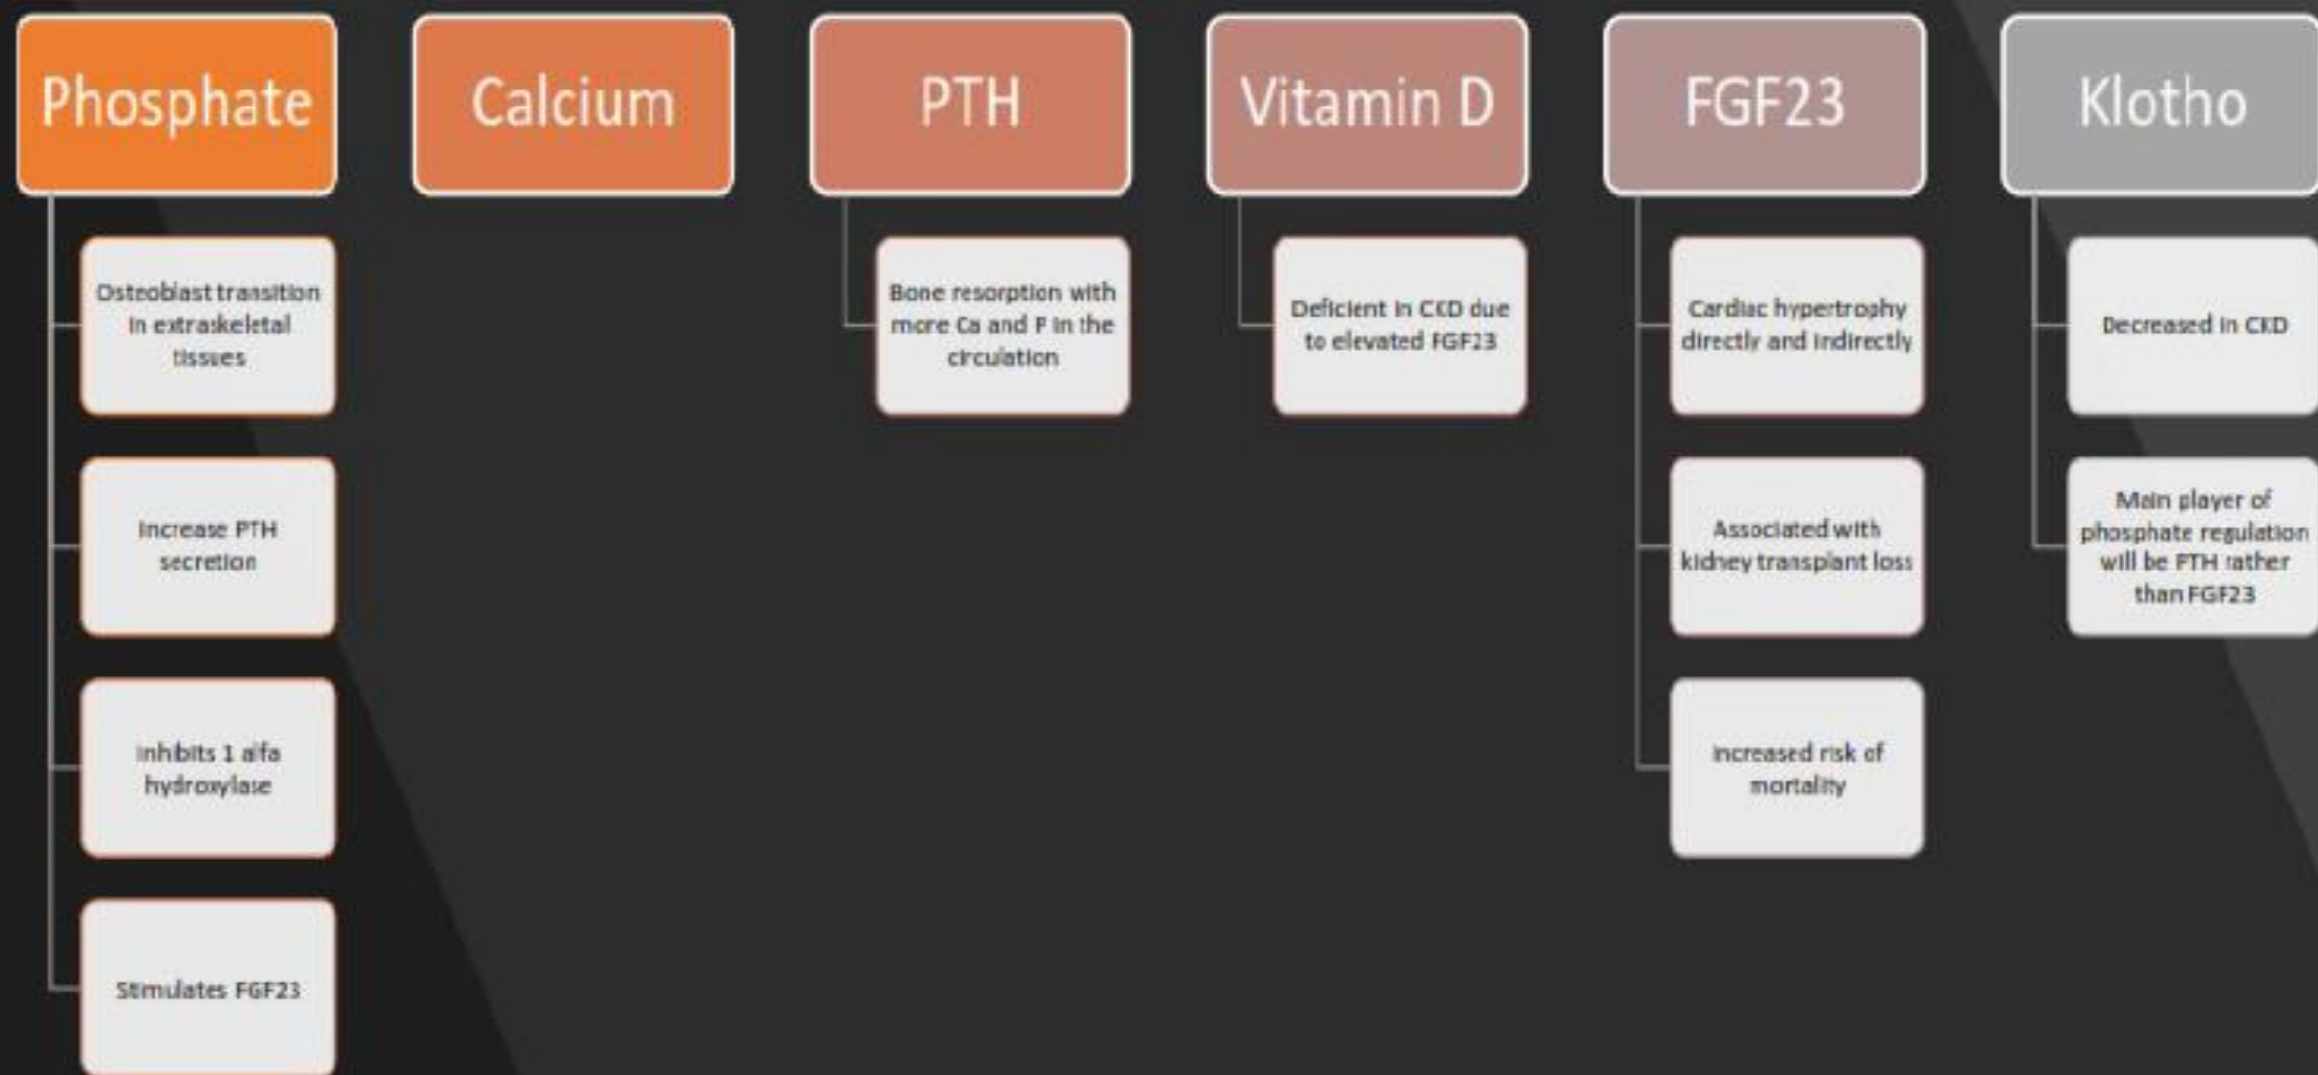 Phosphate
Osteoblast transition
in extraskeletal
tissues
Increase PTH
secretion
Inhibits 1 alfa
hydroxylase
Stimulates FGF23
Calcium
PTH
Bone resorption with
more Ca and P in the
circulation
Vitamin D
Deficient in CKD due
to elevated FGF23
FGF23
Cardiac hypertrophy
directly and indirectly
Associated with
kidney transplant loss
Increased risk of
mortality
Klotho
Decreased in CKD
Main player of
phosphate regulation
will be PTH rather
than FGF23